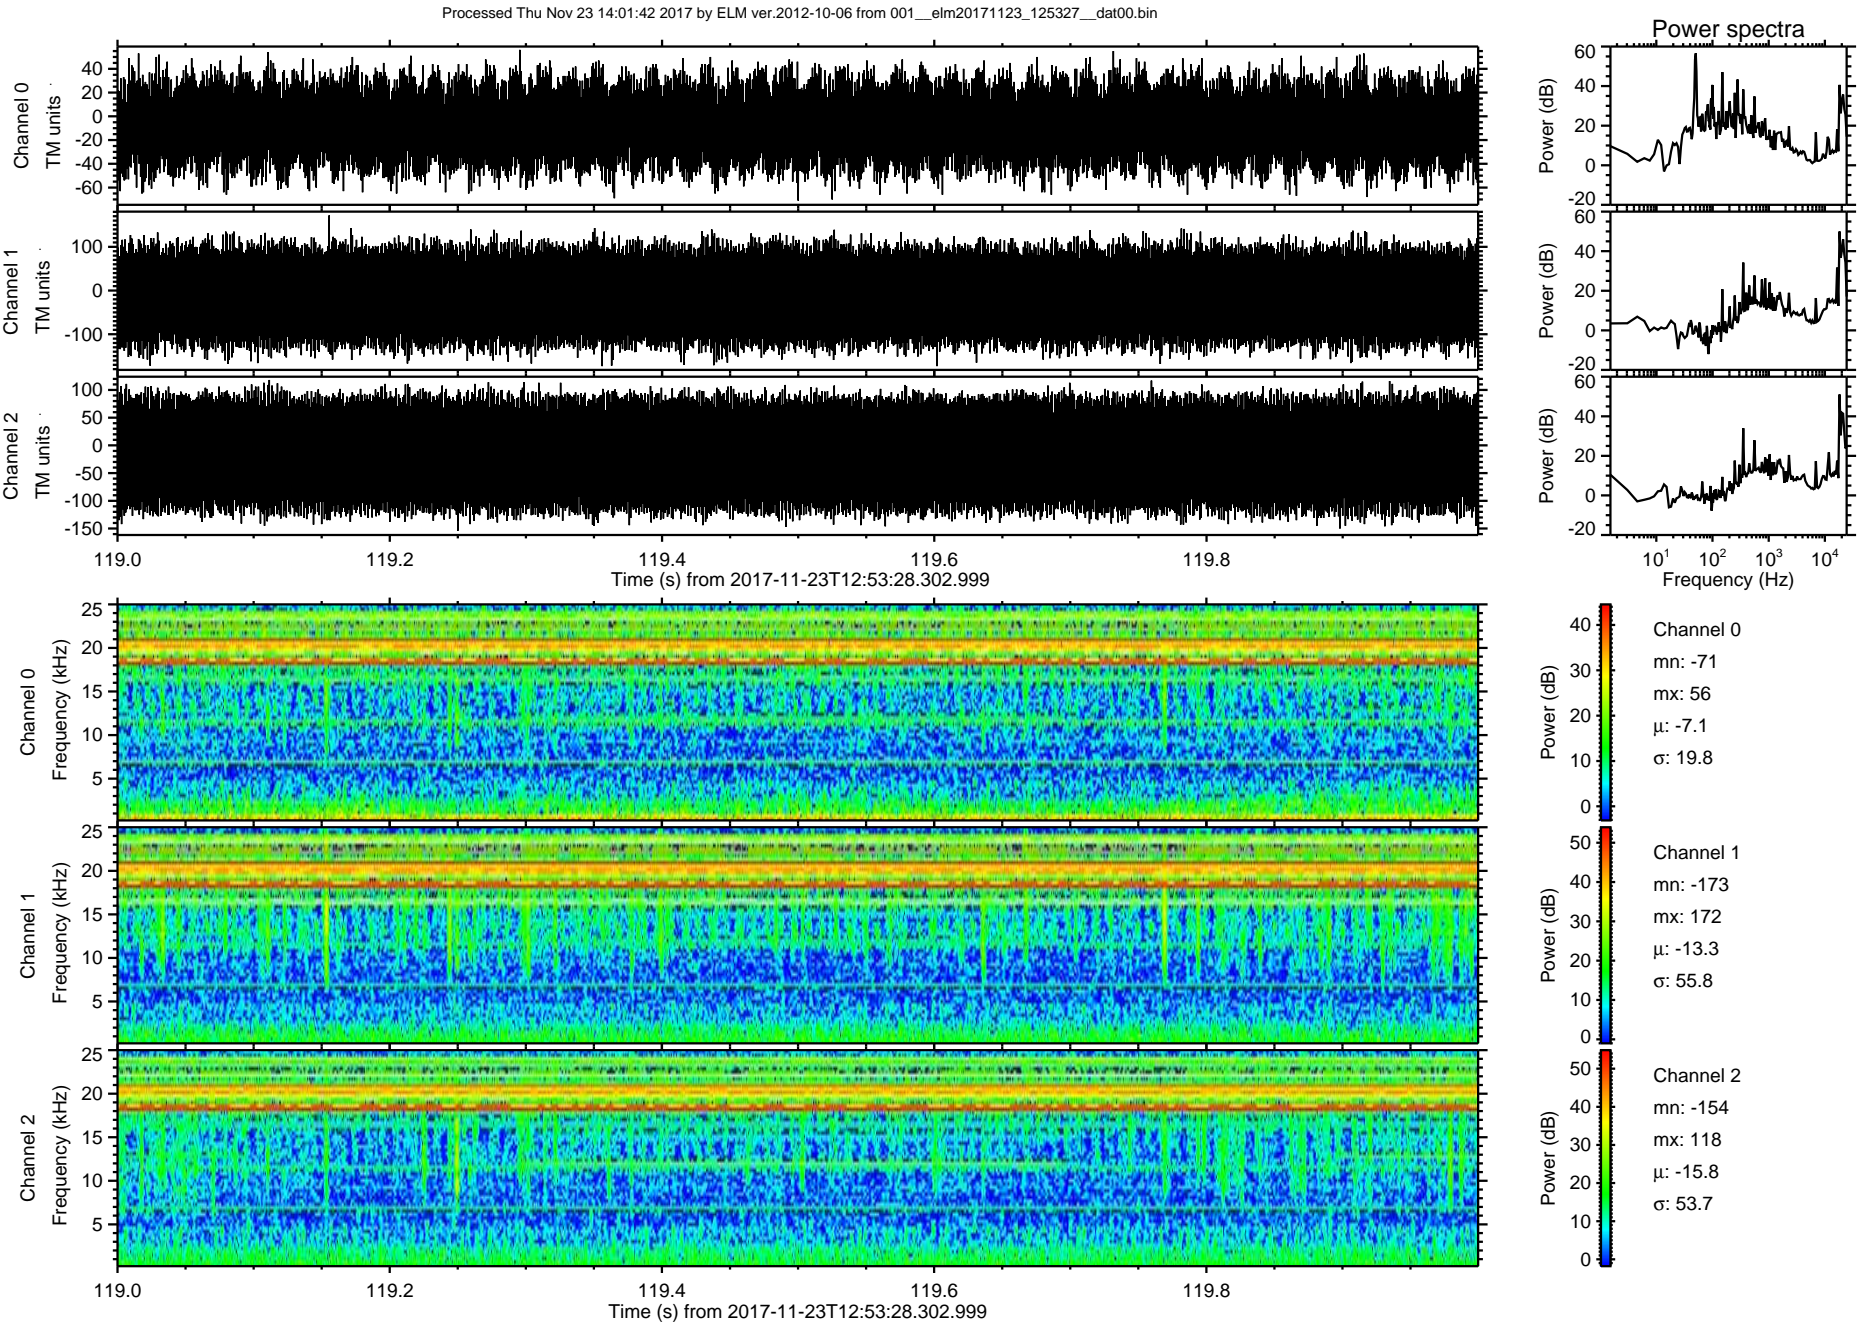 Processed Thu Nov 23 14:01:42 2017 by ELM ver.2012-10-06 from 001__elm20171123_125327__dat00.bin
Power spectra
Channel 0
TM units
40
20
0
-20
-40
-60
Power (dB)
60
40
20
0
-20
Channel 1
TM units
100
0
-100
Power (dB)
60
40
20
0
-20
Channel 2
TM units
100
50
0
-50
-100
-150
Power (dB)
60
40
20
0
-20
119.0 119.2 119.4 119.6 119.8
Time (s) from 2017-11-23T12:53:28.302.999
10¹ 10² 10³ 10⁴
Frequency (Hz)
Channel 0
Frequency (kHz)
25
20
15
10
5
Power (dB)
40
30
20
10
0
Channel 0
mn: -71
mx: 56
μ: -7.1
σ: 19.8
Channel 1
Frequency (kHz)
25
20
15
10
5
Power (dB)
50
40
30
20
10
0
Channel 1
mn: -173
mx: 172
μ: -13.3
σ: 55.8
Channel 2
Frequency (kHz)
25
20
15
10
5
Power (dB)
50
40
30
20
10
0
Channel 2
mn: -154
mx: 118
μ: -15.8
σ: 53.7
119.0 119.2 119.4 119.6 119.8
Time (s) from 2017-11-23T12:53:28.302.999